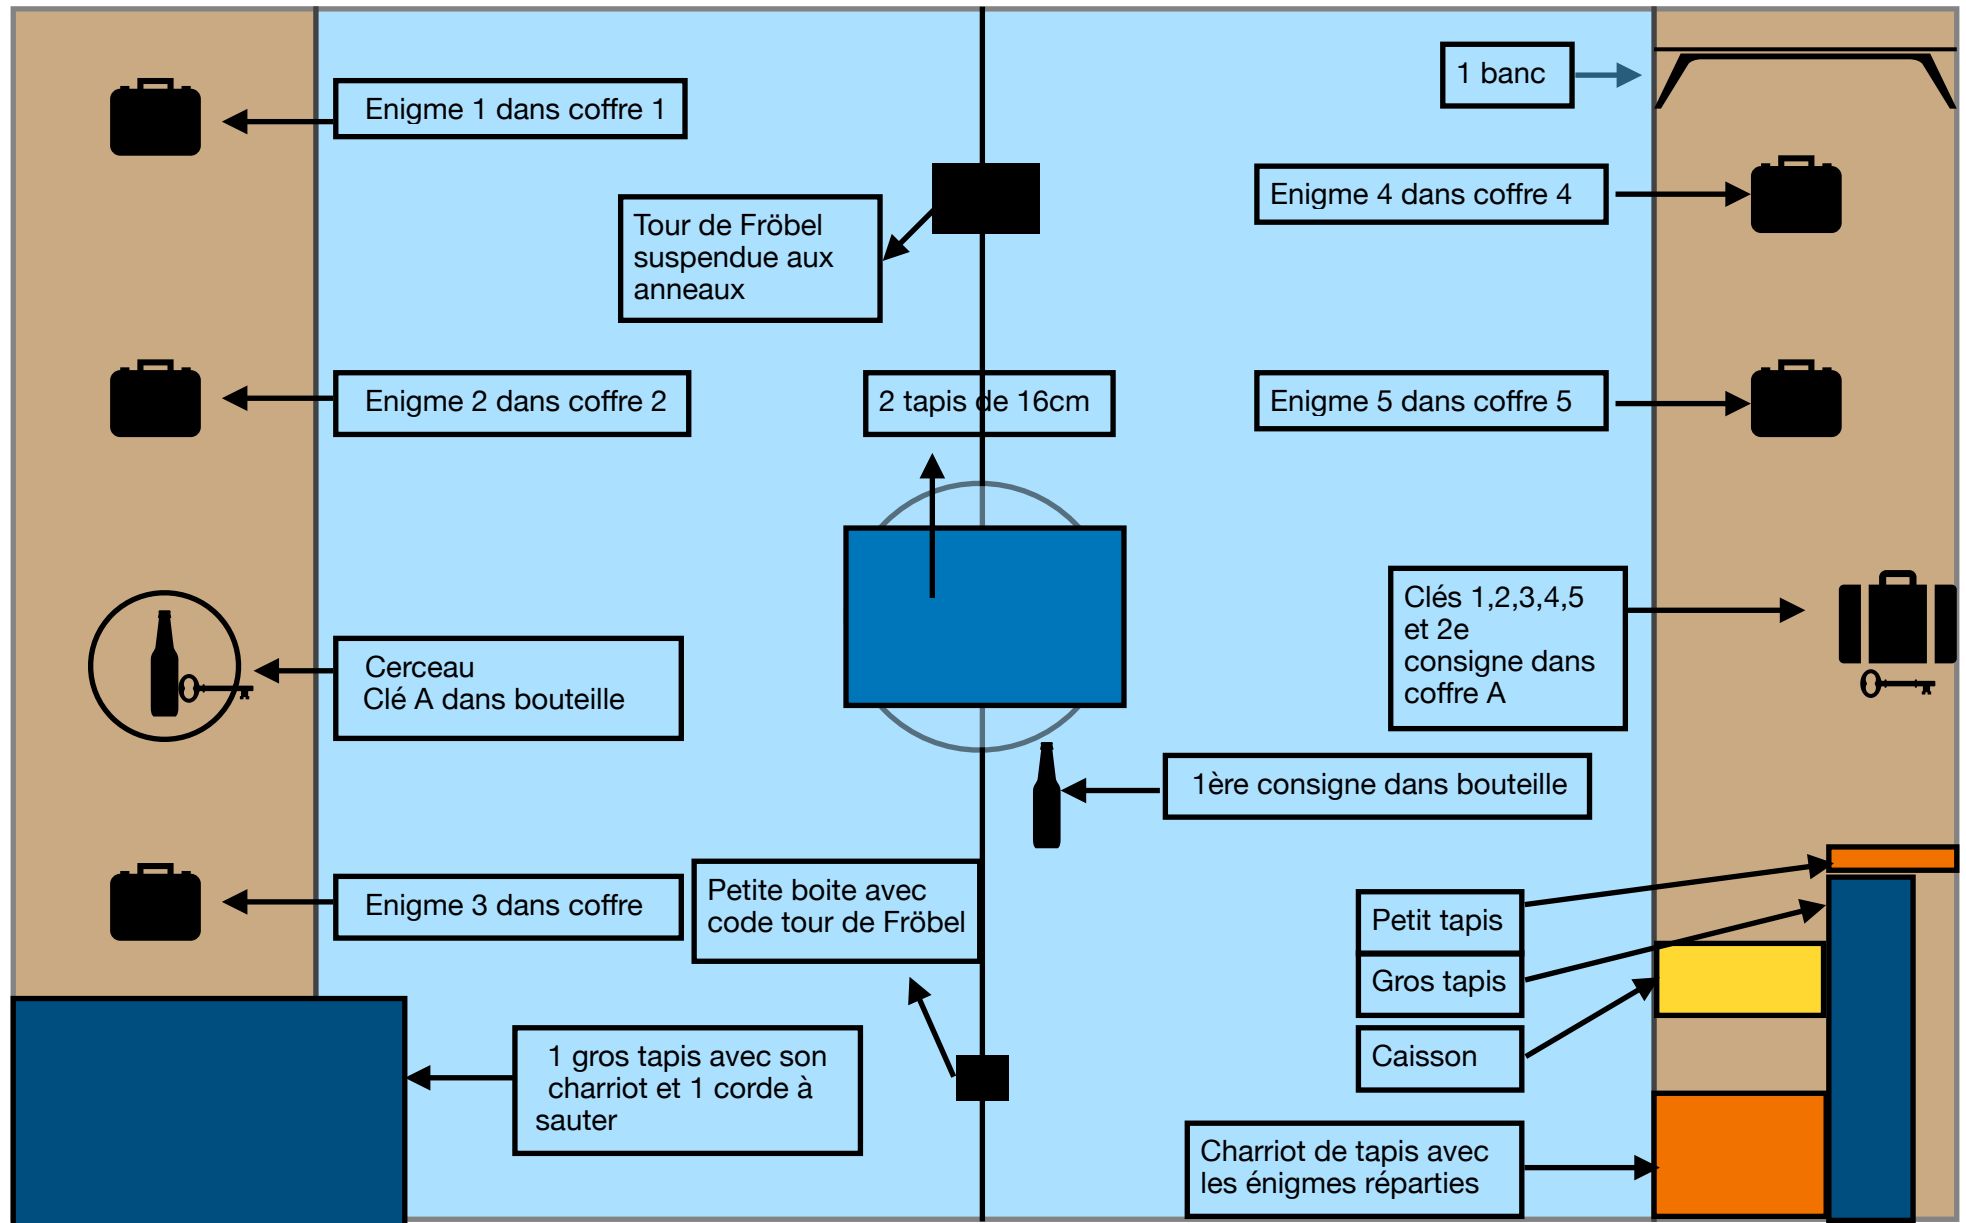 1 banc
Enigme 1 dans coffre 1
Enigme 4 dans coffre 4
Tour de Fröbel
suspendue aux
anneaux
Enigme 2 dans coffre 2
2 tapis de 16cm
Enigme 5 dans coffre 5
Clés 1,2,3,4,5
et 2e
consigne dans
coffre A
Cerceau
Clé A dans bouteille
1ère consigne dans bouteille
Enigme 3 dans coffre
Petite boite avec
code tour de Fröbel
Petit tapis
Gros tapis
Caisson
1 gros tapis avec son
charriot et 1 corde à
sauter
Charriot de tapis avec
les énigmes réparties